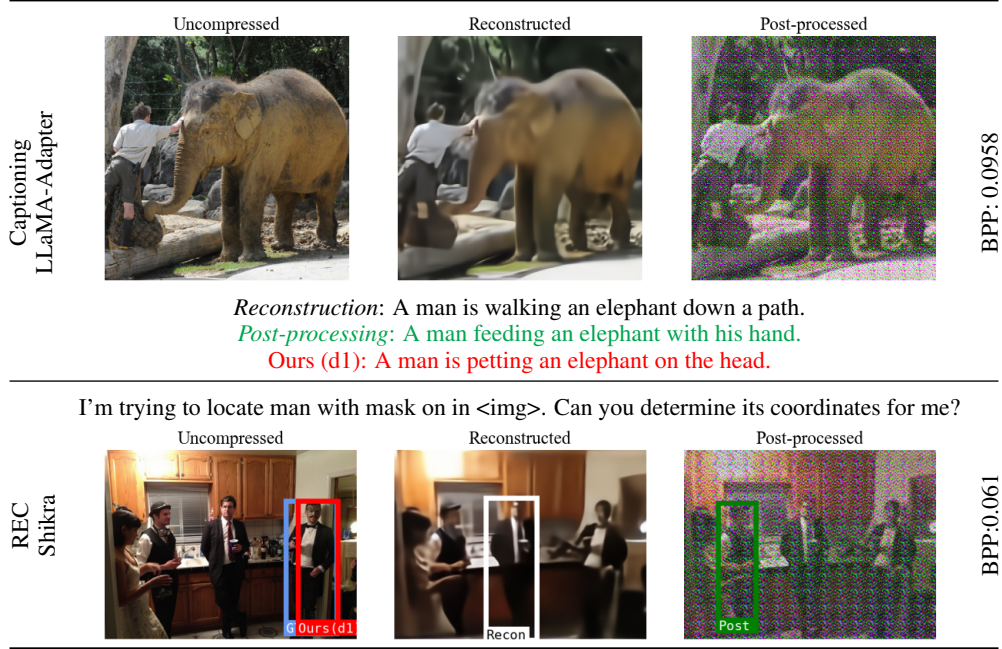 Uncompressed
Reconstructed
Post-processed
Captioning
LLaMA-Adapter
BPP: 0.0958
Reconstruction: A man is walking an elephant down a path.
Post-processing: A man feeding an elephant with his hand.
Ours (d1): A man is petting an elephant on the head.
I'm trying to locate man with mask on in <img>. Can you determine its coordinates for me?
Uncompressed
Reconstructed
Post-processed
REC
Shikra
G
Ours(d1)
Recon
Post
BPP:0.061